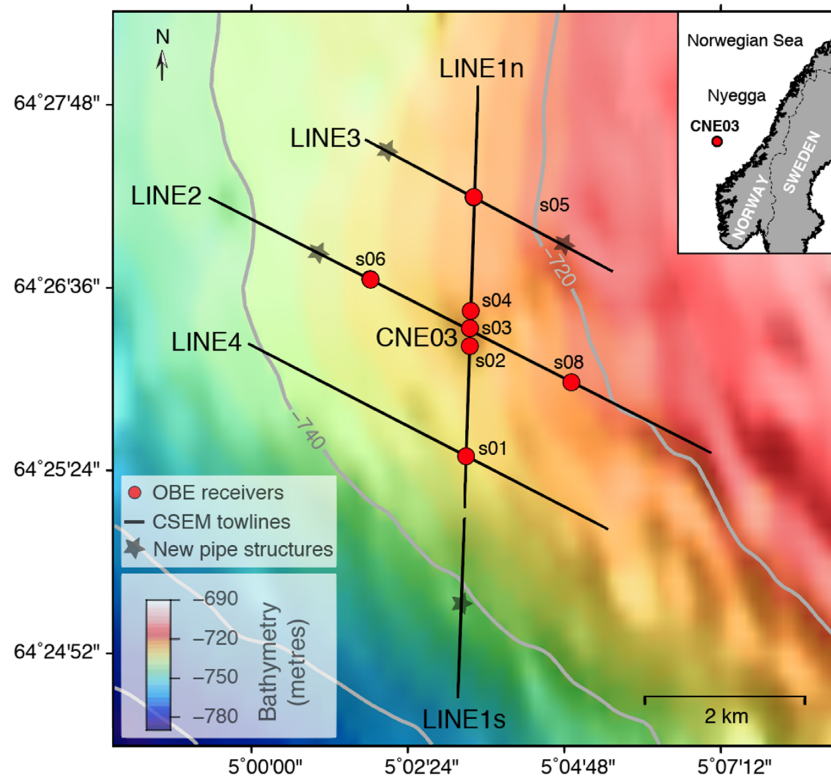 N
LINE1n
Norwegian Sea
Nyegga
CNE03
NORWAY
SWEDEN
64˚27'48"
LINE3
LINE2
s05
–720
s06
64˚26'36"
s04
CNE03
s03
LINE4
s02
s08
–740
s01
64˚25'24"
OBE receivers
CSEM towlines
New pipe structures
–690
–720
–750
–780
Bathymetry
(metres)
64˚24'52"
2 km
LINE1s
5˚00'00"
5˚02'24"
5˚04'48"
5˚07'12"